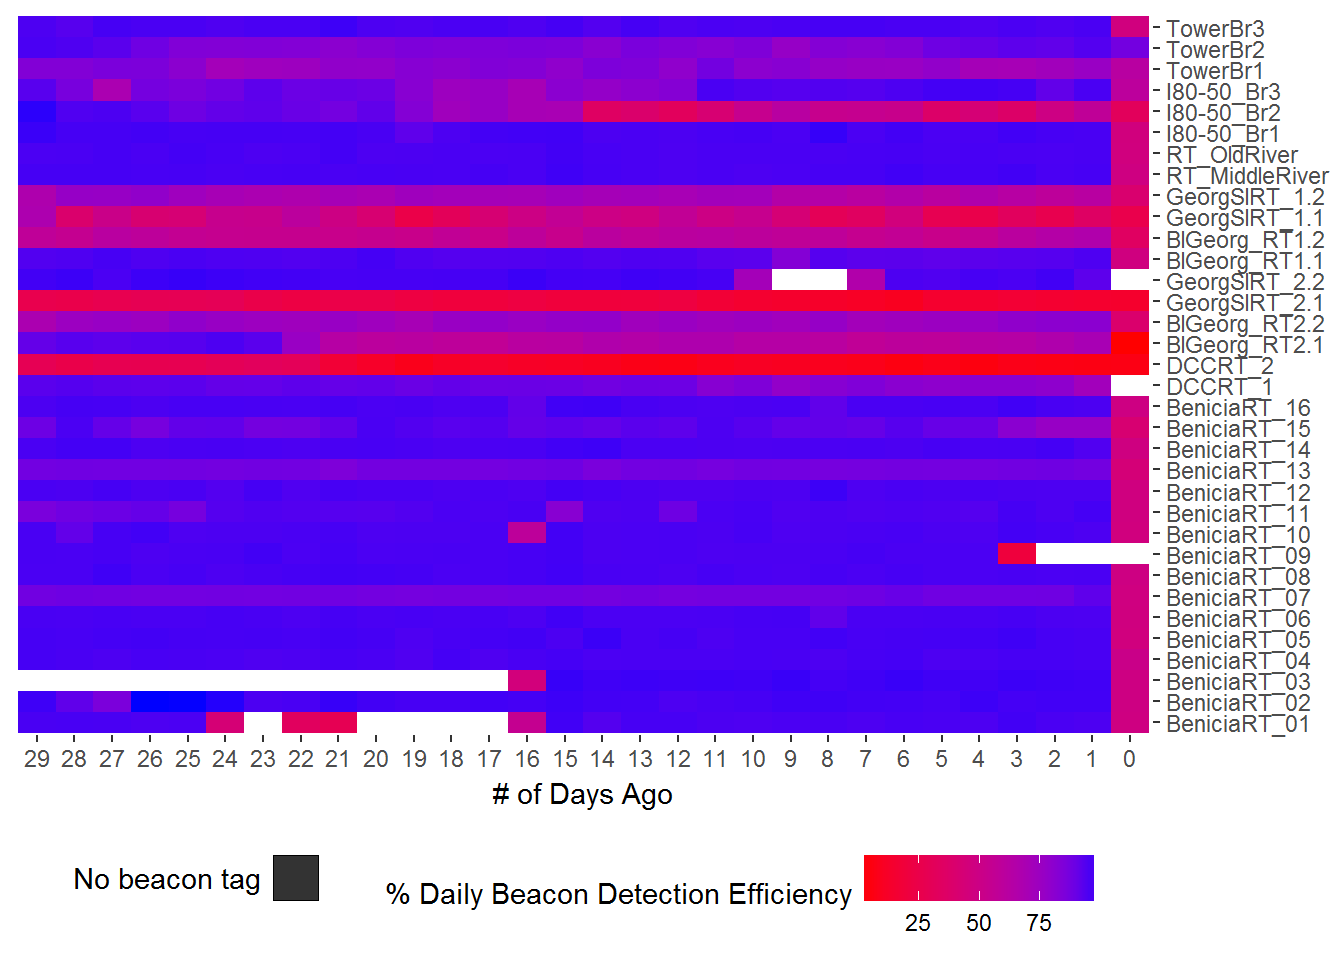 TowerBr3
TowerBr2
TowerBr1
I80-50_Br3
I80-50_Br2
I80-50_Br1
RT_OldRiver
RT_MiddleRiver
GeorgSlRT_1.2
GeorgSlRT_1.1
BlGeorg_RT1.2
BlGeorg_RT1.1
GeorgSlRT_2.2
GeorgSlRT_2.1
BlGeorg_RT2.2
BlGeorg_RT2.1
DCCRT_2
DCCRT_1
BeniciaRT_16
BeniciaRT_15
BeniciaRT_14
BeniciaRT_13
BeniciaRT_12
BeniciaRT_11
BeniciaRT_10
BeniciaRT_09
BeniciaRT_08
BeniciaRT_07
BeniciaRT_06
BeniciaRT_05
BeniciaRT_04
BeniciaRT_03
BeniciaRT_02
BeniciaRT_01
29 28 27 26 25 24 23 22 21 20 19 18 17 16 15 14 13 12 11 10 9 8 7 6 5 4 3 2 1 0
# of Days Ago
No beacon tag
% Daily Beacon Detection Efficiency
25 50 75